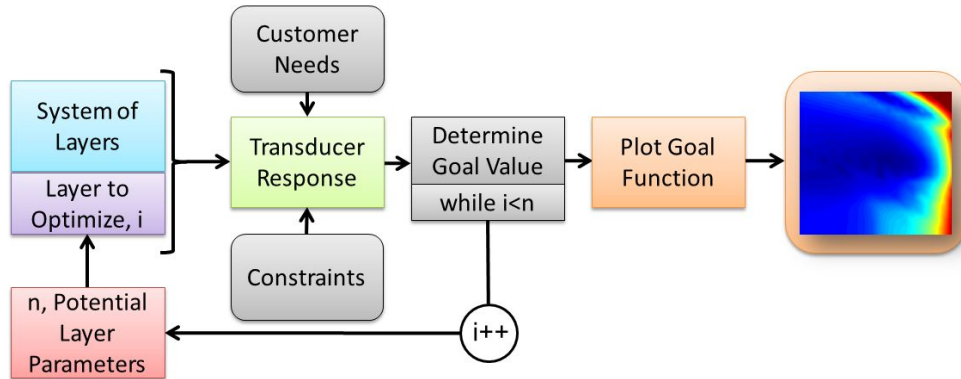 Customer
Needs
System of
Layers
Layer to
Optimize, i
Transducer
Response
Determine
Goal Value
while i<n
Plot Goal
Function
Constraints
n, Potential
Layer
Parameters
i++